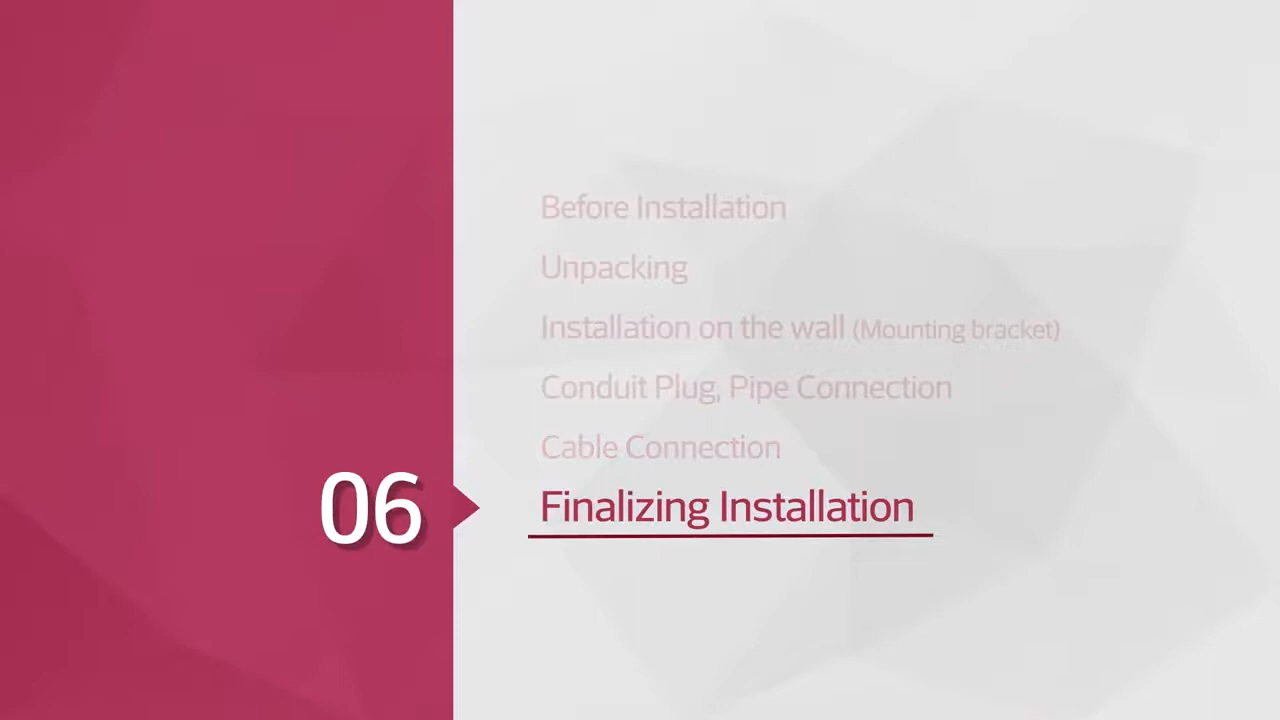 Before Installation
Unpacking
Installation on the wall (Mounting bracket)
Conduit Plug, Pipe Connection
Cable Connection
06 Finalizing Installation